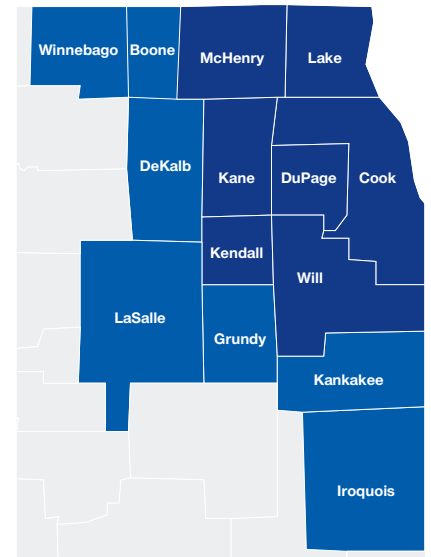 Winnebago
Boone
McHenry
Lake
DeKalb
Kane
DuPage
Cook
Kendall
Will
LaSalle
Grundy
Kankakee
Iroquois